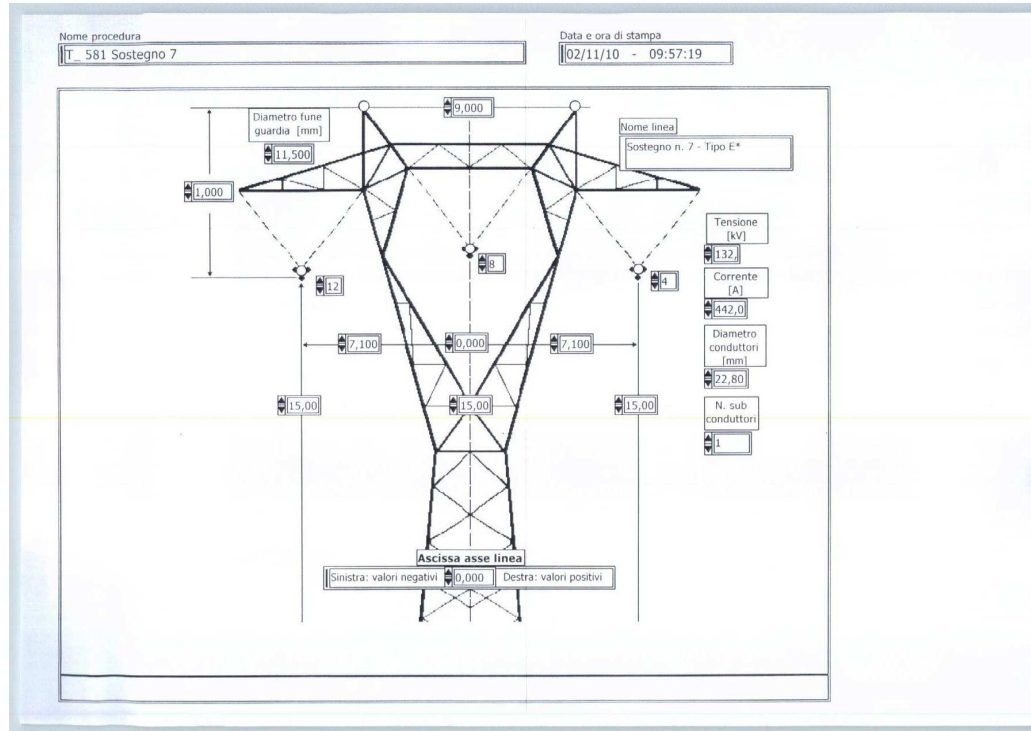 Nome procedura
T_ 581 Sostegno 7
Data e ora di stampa
02/11/10 - 09:57:19
9,000
Diametro fune
guardia [mm]
11,500
Nome linea
Sostegno n. 7 - Tipo E*
1,000
Tensione
[kV]
132,
8
12
4
Corrente
[A]
442,0
7,100
0,000
7,100
Diametro
conduttori
[mm]
22,80
15,00
15,00
15,00
N. sub
conduttori
1
Ascissa asse linea
Sinistra: valori negativi
0,000
Destra: valori positivi